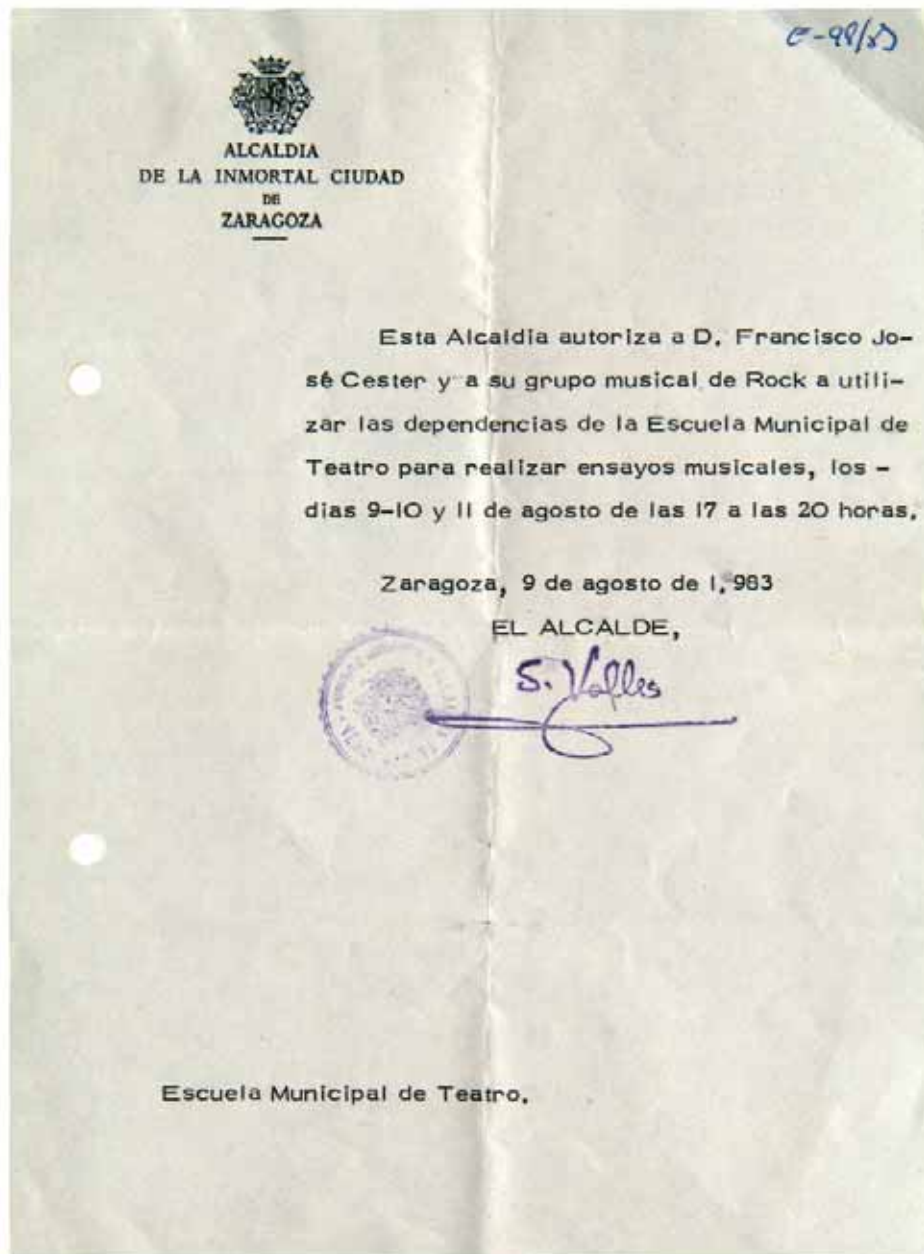 ALCALDIA
DE LA INMORTAL CIUDAD
DE
ZARAGOZA
Esta Alcaldia autoriza a D. Francisco Jo-
sé Cester y a su grupo musical de Rock a utili-
zar las dependencias de la Escuela Municipal de
Teatro para realizar ensayos musicales, los -
dias 9-10 y 11 de agosto de las 17 a las 20 horas.
Zaragoza, 9 de agosto de 1.983
EL ALCALDE,
S. Valles
Escuela Municipal de Teatro.